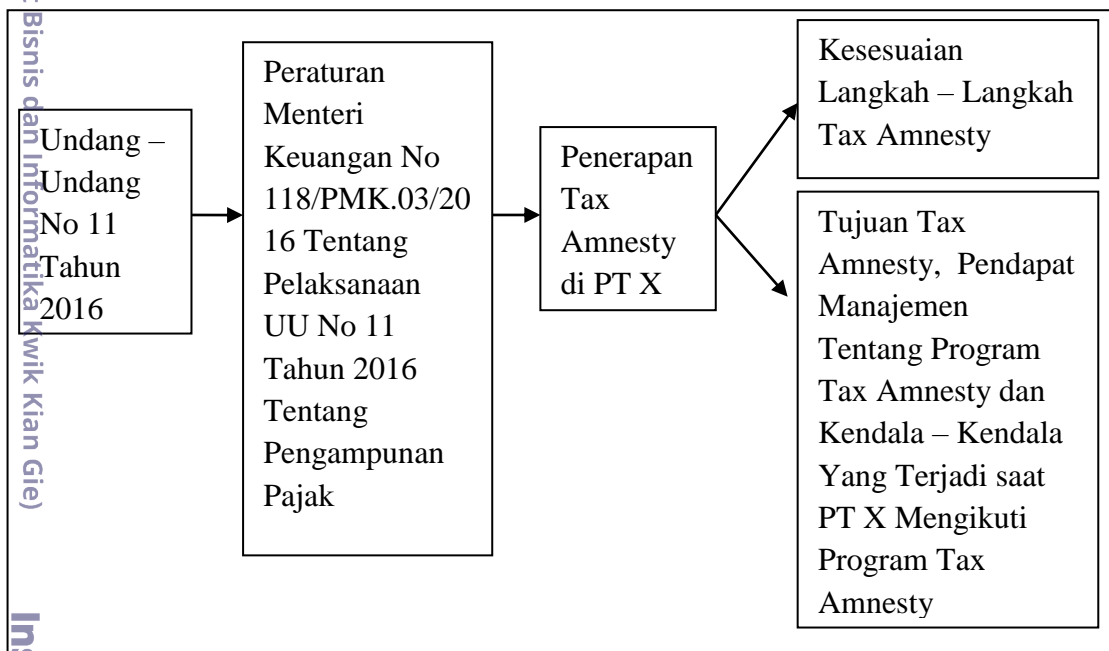 : Bisnis dan Informatika Kwik Kian Gie)
Ins
Undang –
Undang
No 11
Tahun
2016
Peraturan
Menteri
Keuangan No
118/PMK.03/20
16 Tentang
Pelaksanaan
UU No 11
Tahun 2016
Tentang
Pengampunan
Pajak
Penerapan
Tax
Amnesty
di PT X
Kesesuaian
Langkah – Langkah
Tax Amnesty
Tujuan Tax
Amnesty, Pendapat
Manajemen
Tentang Program
Tax Amnesty dan
Kendala – Kendala
Yang Terjadi saat
PT X Mengikuti
Program Tax
Amnesty